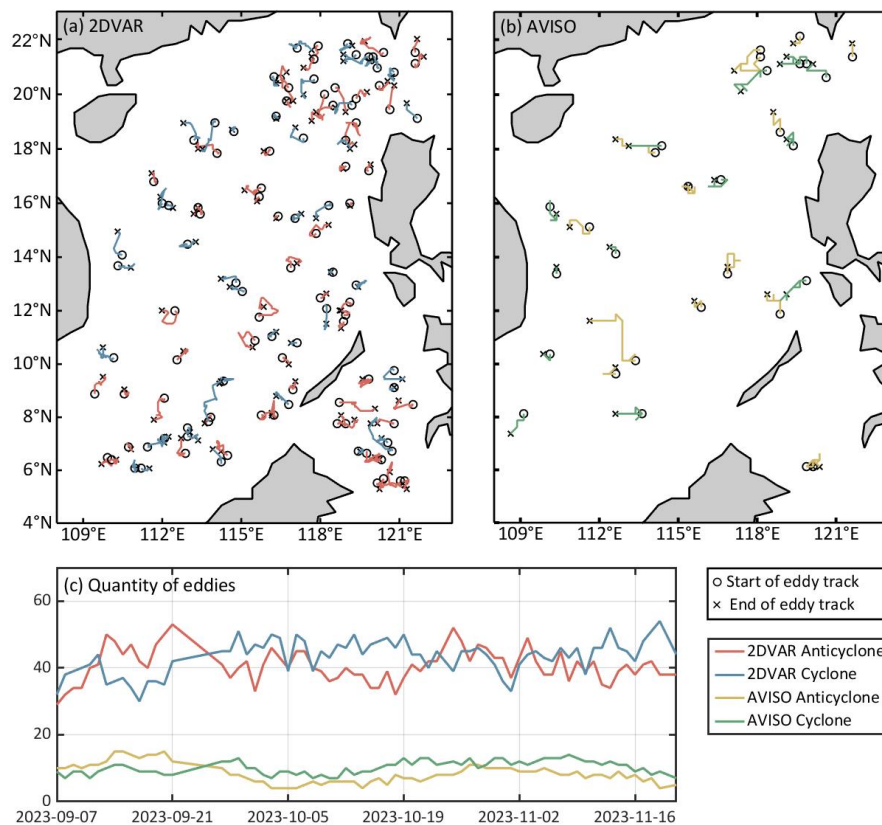 (a) 2DVAR
(b) AVISO
22°N
20°N
18°N
16°N
14°N
12°N
10°N
8°N
6°N
4°N
109°E 112°E 115°E 118°E 121°E
109°E 112°E 115°E 118°E 121°E
(c) Quantity of eddies
60
40
20
0
2023-09-07 2023-09-21 2023-10-05 2023-10-19 2023-11-02 2023-11-16
Start of eddy track
End of eddy track
2DVAR Anticyclone
2DVAR Cyclone
AVISO Anticyclone
AVISO Cyclone